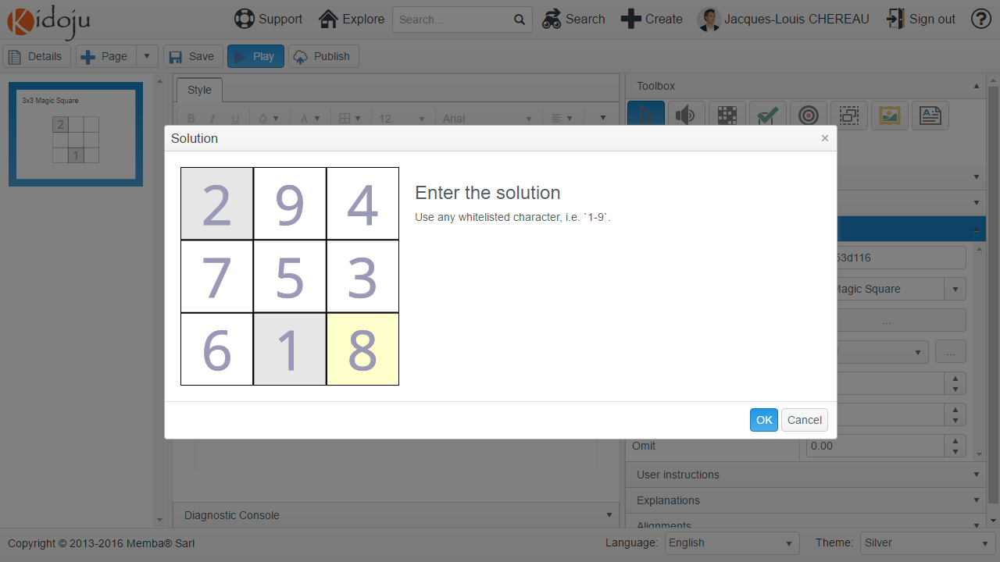 Kidoju
Support
Explore
Search...
Search
Create
Jacques-Louis CHEREAU
Sign out
?
Details
Page
Save
Play
Publish
3x3 Magic Square
2
1
Style
B I U A 12 Arial
Toolbox
Solution
2 9 4
7 5 3
6 1 8
Enter the solution
Use any whitelisted character, i.e. `1-9`.
OK
Cancel
53d116
Magic Square
...
...
Omit
0.00
User instructions
Explanations
Alignments
Diagnostic Console
Copyright © 2013-2016 Memba® Sarl
Language: English
Theme: Silver